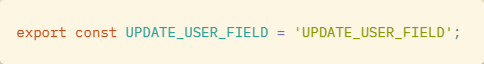 export const UPDATE_USER_FIELD = 'UPDATE_USER_FIELD';